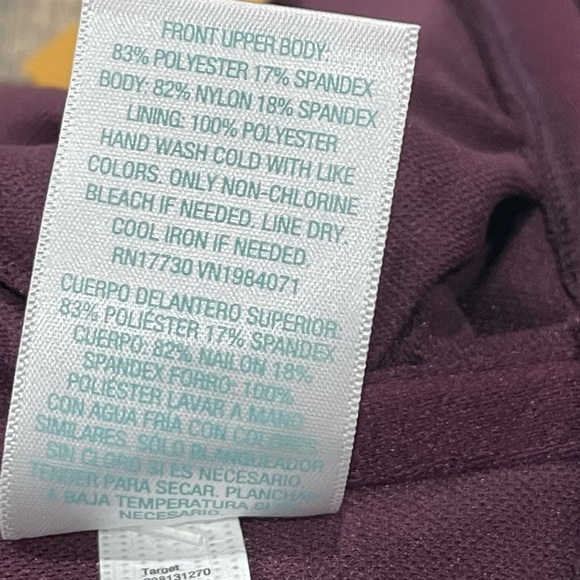 FRONT UPPER BODY:
83% POLYESTER 17% SPANDEX
BODY: 82% NYLON 18% SPANDEX
LINING: 100% POLYESTER
HAND WASH COLD WITH LIKE
COLORS. ONLY NON-CHLORINE
BLEACH IF NEEDED. LINE DRY.
COOL IRON IF NEEDED
RN17730 VN1984071
CUERPO DELANTERO SUPERIOR:
83% POLIÉSTER 17% SPANDEX
CUERPO: 82% NAILON 18%
SPANDEX FORRO: 100%
POLIÉSTER LAVAR A MANO
CON AGUA FRÍA CON COLORES
SIMILARES. SÓLO BLANQUEADOR
SIN CLORO SI ES NECESARIO
TENDER PARA SECAR. PLANCHAR
A BAJA TEMPERATURA SI ES
NECESARIO.
Target